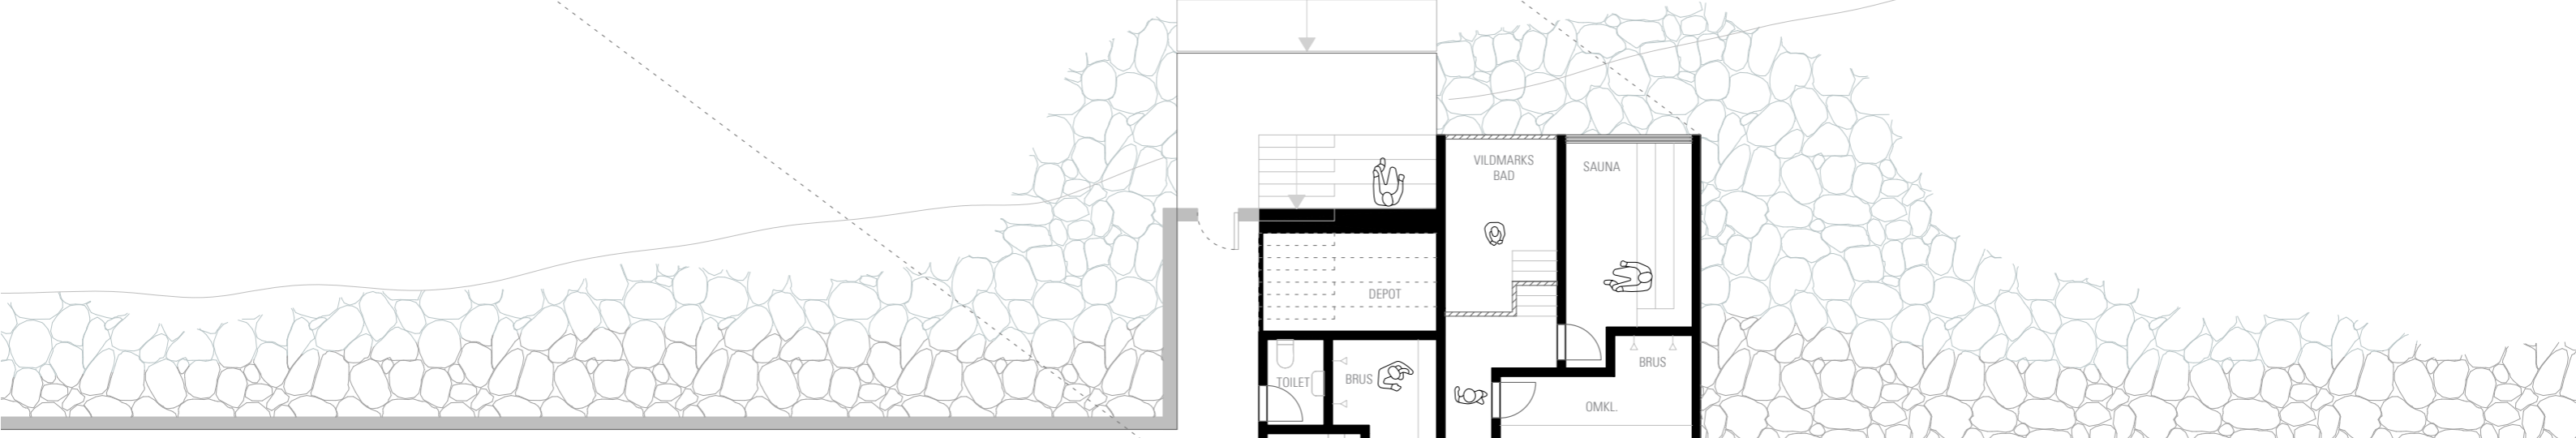 VILDMARKS
BAD
SAUNA
DEPOT
TOILET
BRUS
BRUS
OMKL.